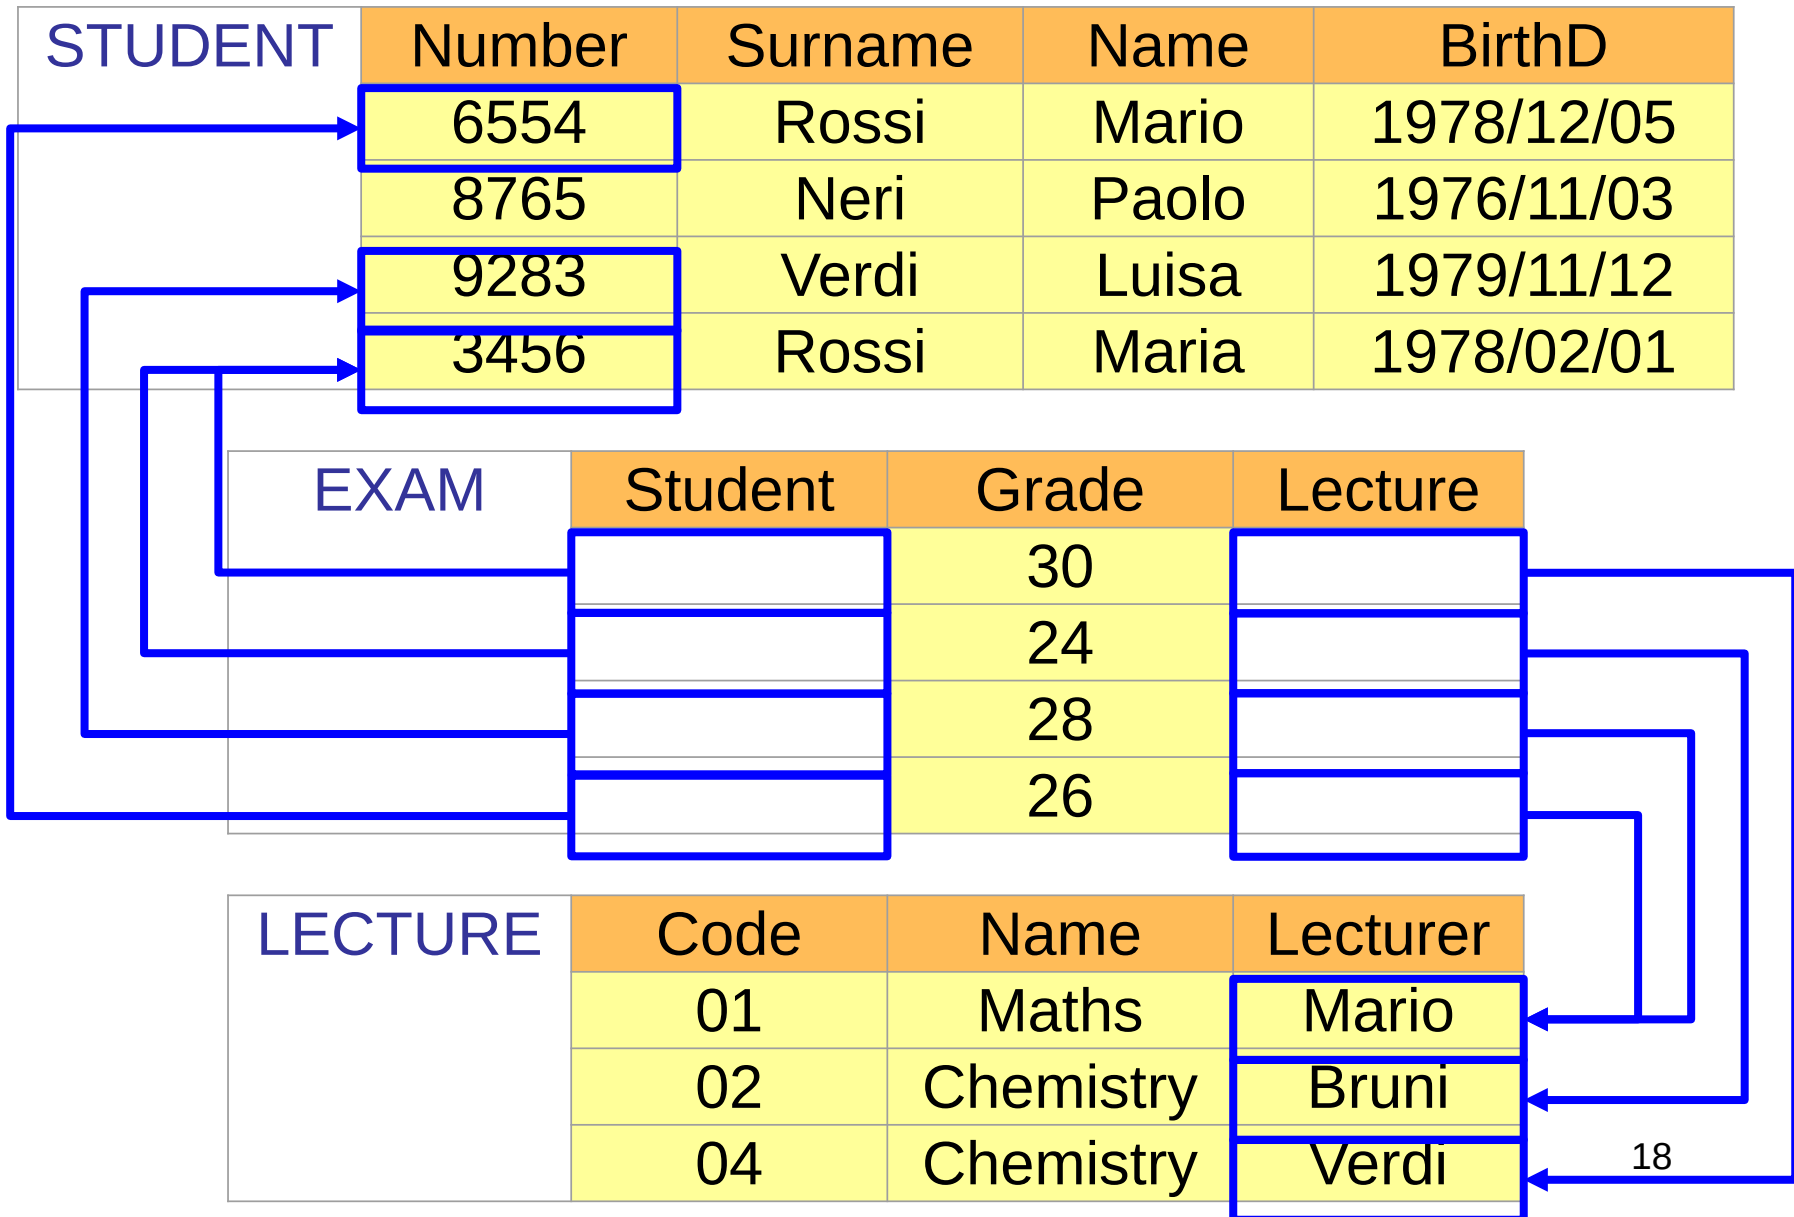 STUDENT Number Surname Name BirthD
6554 Rossi Mario 1978/12/05
8765 Neri Paolo 1976/11/03
9283 Verdi Luisa 1979/11/12
3456 Rossi Maria 1978/02/01
EXAM Student Grade Lecture
30
24
28
26
LECTURE Code Name Lecturer
01 Maths Mario
02 Chemistry Bruni
04 Chemistry Verdi
18